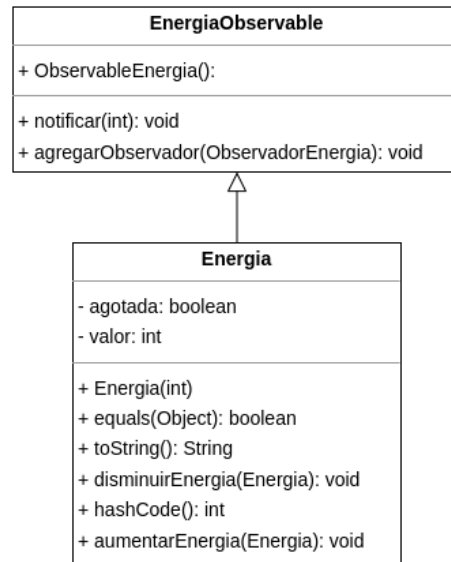 EnergiaObservable
+ ObservableEnergia():
+ notificar(int): void
+ agregarObservador(ObservadorEnergia): void
Energia
- agotada: boolean
- valor: int
+ Energia(int)
+ equals(Object): boolean
+ toString(): String
+ disminuirEnergia(Energia): void
+ hashCode(): int
+ aumentarEnergia(Energia): void